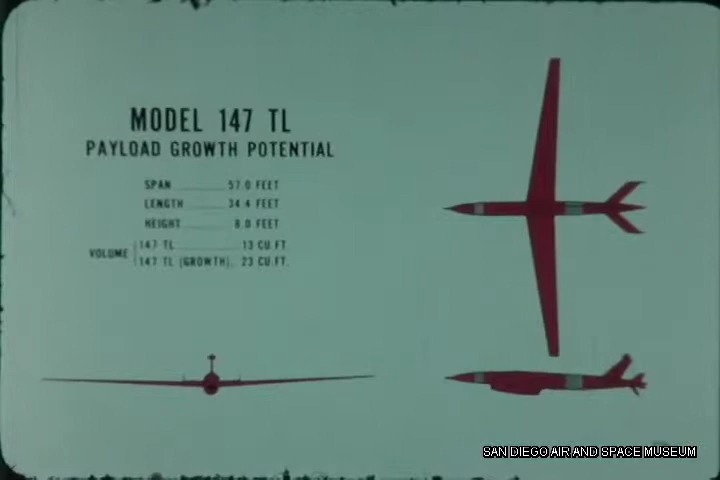 MODEL 147 TL
PAYLOAD GROWTH POTENTIAL
SPAN 57.0 FEET
LENGTH 34.4 FEET
HEIGHT 8.0 FEET
VOLUME
147 TL 13 CU FT
147 TL (GROWTH). 23 CU.FT.
SAN DIEGO AIR AND SPACE MUSEUM